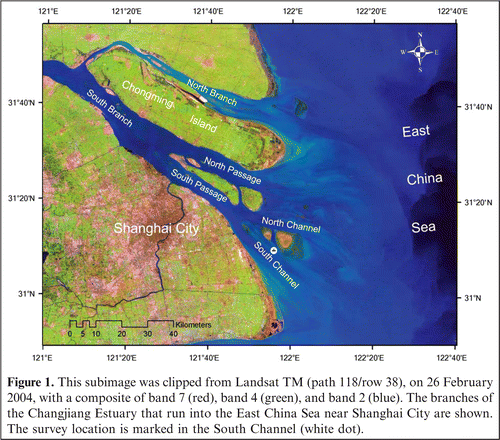 121°E 121°20' 121°40' 122°E 122°20' 122°40'
N
W E
S
31°40' 31°40'
North Branch
Chongming
Island
South Branch
East
North Passage
South Passage
China
31°20' 31°20'
Shanghai City
North Channel
Sea
South Channel
31°N 31°N
0 5 10 20 30 40 Kilometers
121°E 121°20' 121°40' 122°E 122°20' 122°40'
Figure 1. This subimage was clipped from Landsat TM (path 118/row 38), on 26 February
2004, with a composite of band 7 (red), band 4 (green), and band 2 (blue). The branches of
the Changjiang Estuary that run into the East China Sea near Shanghai City are shown.
The survey location is marked in the South Channel (white dot).